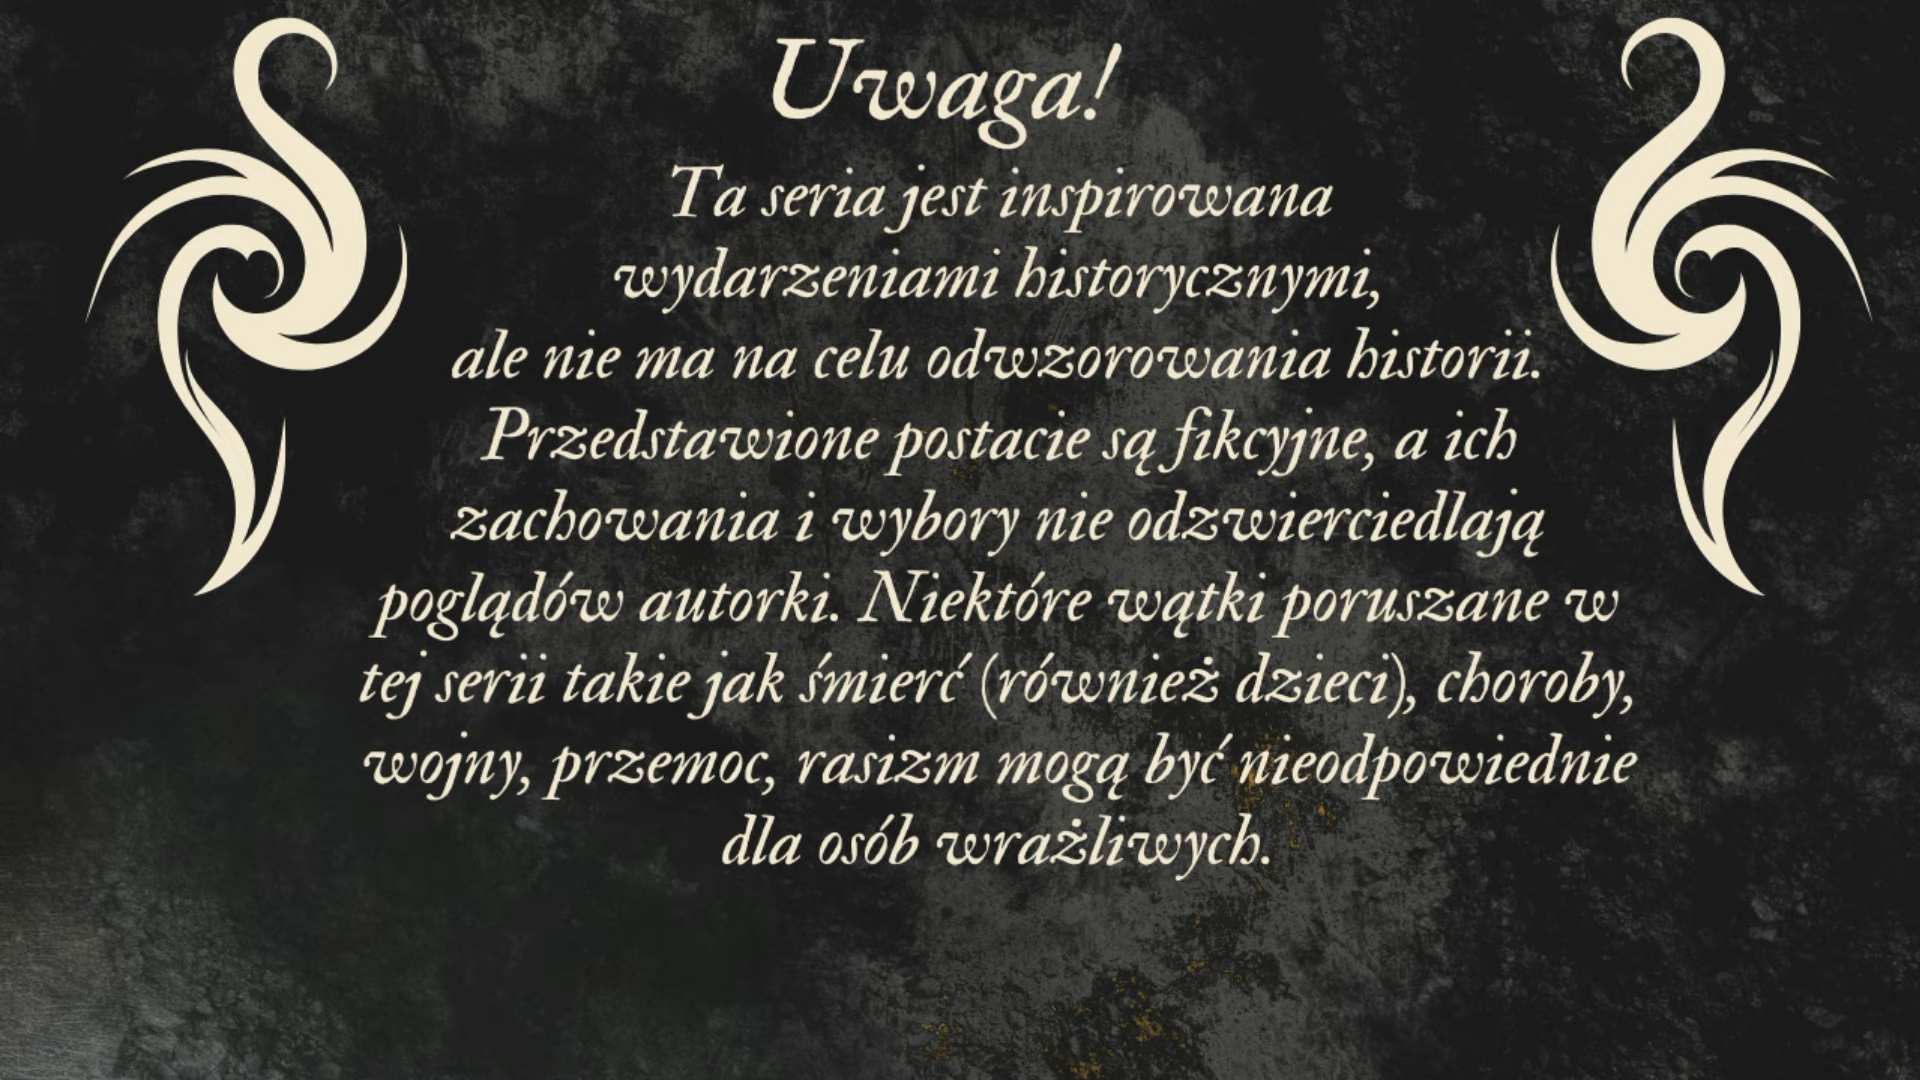 Uwaga!
Ta seria jest inspirowana
wydarzeniami historycznymi,
ale nie ma na celu odwzorowania historii.
Przedstawione postacie są fikcyjne, a ich
zachowania i wybory nie odzwierciedlają
poglądów autorki. Niektóre wątki poruszane w
tej serii takie jak śmierć (również dzieci), choroby,
wojny, przemoc, rasizm mogą być nieodpowiednie
dla osób wrażliwych.